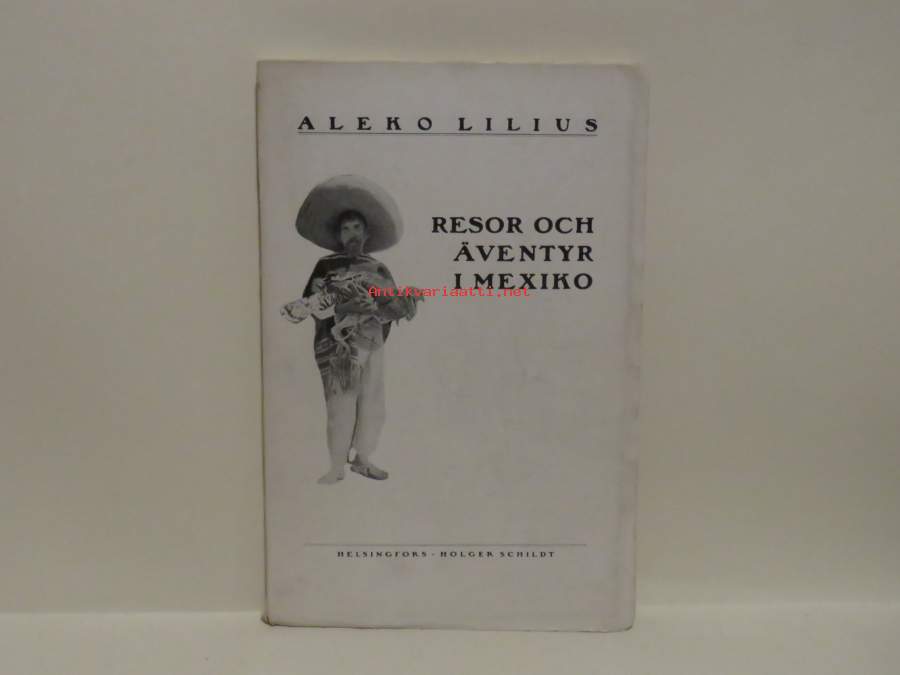 ALEKO LILIUS
RESOR OCH
ÄVENTYR
I MEXIKO
Antikvariaatti.net
HELSINGFORS - HOLGER SCHILDT